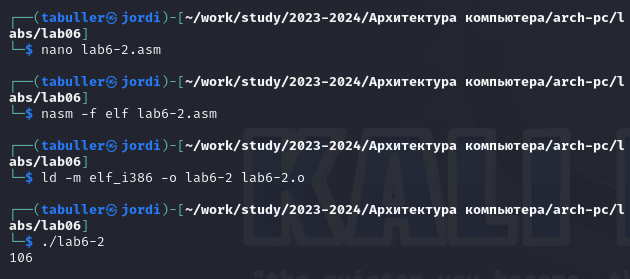 ┌──(tabuller㉿jordi)-[~/work/study/2023-2024/Архитектура компьютера/arch-pc/l
abs/lab06]
└─$ nano lab6-2.asm
┌──(tabuller㉿jordi)-[~/work/study/2023-2024/Архитектура компьютера/arch-pc/l
abs/lab06]
└─$ nasm -f elf lab6-2.asm
┌──(tabuller㉿jordi)-[~/work/study/2023-2024/Архитектура компьютера/arch-pc/l
abs/lab06]
└─$ ld -m elf_i386 -o lab6-2 lab6-2.o
┌──(tabuller㉿jordi)-[~/work/study/2023-2024/Архитектура компьютера/arch-pc/l
abs/lab06]
└─$ ./lab6-2
106
KALI